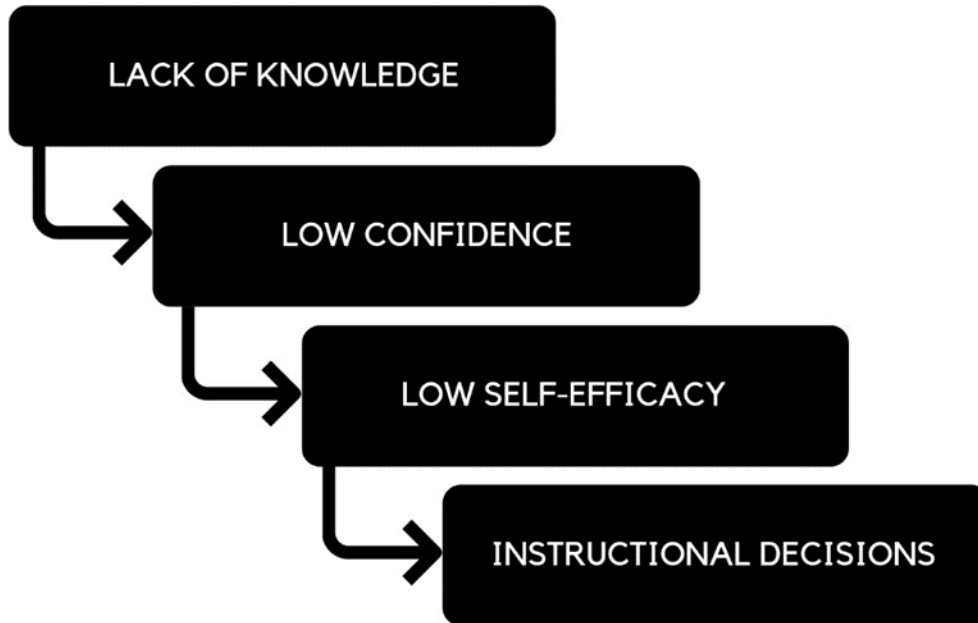 LACK OF KNOWLEDGE
LOW CONFIDENCE
LOW SELF-EFFICACY
INSTRUCTIONAL DECISIONS